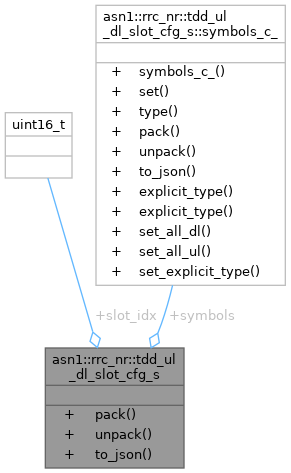 asn1::rrc_nr::tdd_ul
_dl_slot_cfg_s::symbols_c_
+ symbols_c_()
+ set()
+ type()
+ pack()
+ unpack()
+ to_json()
+ explicit_type()
+ explicit_type()
+ set_all_dl()
+ set_all_ul()
+ set_explicit_type()
uint16_t
+slot_idx
+symbols
asn1::rrc_nr::tdd_ul
_dl_slot_cfg_s
+ pack()
+ unpack()
+ to_json()